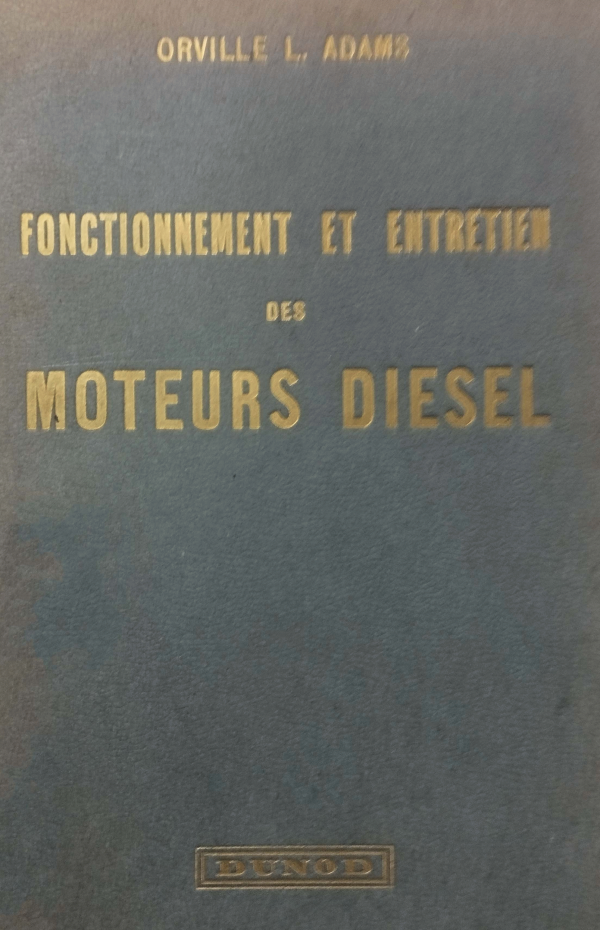 ORVILLE L. ADAMS
FONCTIONNEMENT ET ENTRETIEN
DES
MOTEURS DIESEL
DUNOD